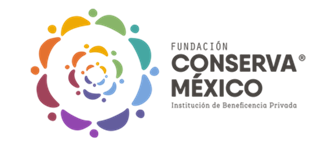 FUNDACIÓN
CONSERVA®
MÉXICO
Institución de Beneficencia Privada